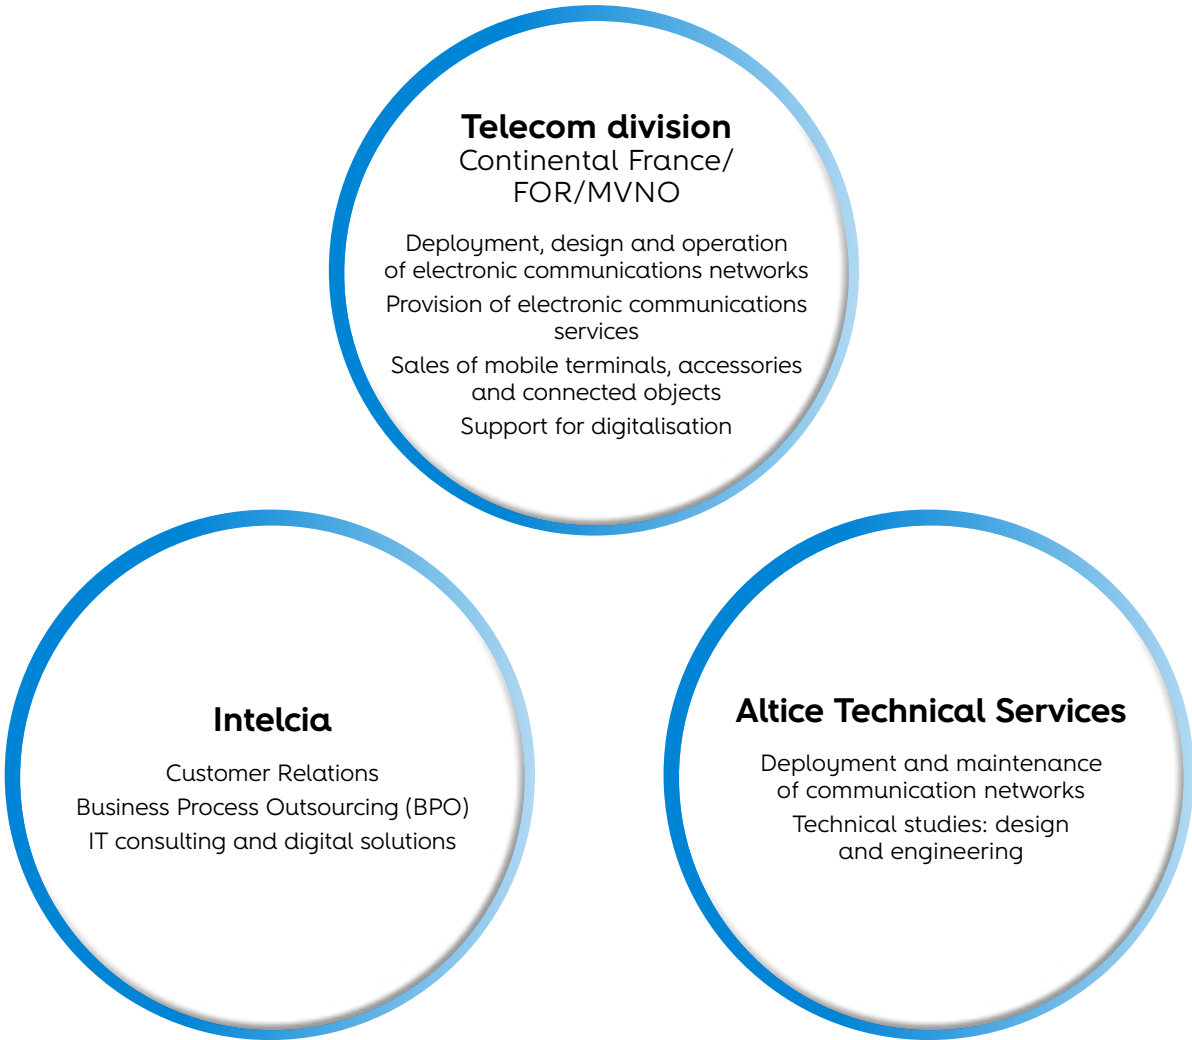 Telecom division
Continental France/
FOR/MVNO
Deployment, design and operation
of electronic communications networks
Provision of electronic communications
services
Sales of mobile terminals, accessories
and connected objects
Support for digitalisation
Intelcia
Customer Relations
Business Process Outsourcing (BPO)
IT consulting and digital solutions
Altice Technical Services
Deployment and maintenance
of communication networks
Technical studies: design
and engineering